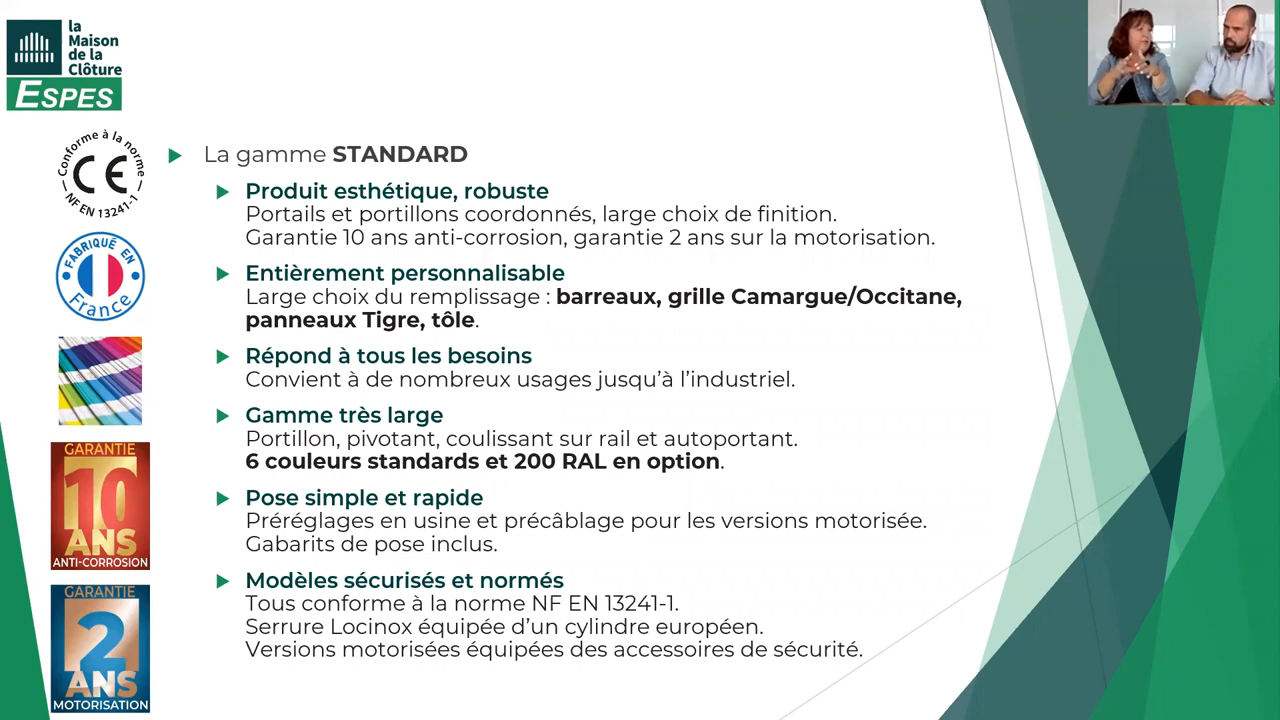 la
Maison
de la
Clôture
ESPES
Conforme à la norme
CE
NF EN 13241-1
FABRIQUÉ EN
France
GARANTIE
10
ANS
ANTI-CORROSION
GARANTIE
2
ANS
MOTORISATION
La gamme STANDARD
Produit esthétique, robuste
Portails et portillons coordonnés, large choix de finition.
Garantie 10 ans anti-corrosion, garantie 2 ans sur la motorisation.
Entièrement personnalisable
Large choix du remplissage : barreaux, grille Camargue/Occitane,
panneaux Tigre, tôle.
Répond à tous les besoins
Convient à de nombreux usages jusqu’à l’industriel.
Gamme très large
Portillon, pivotant, coulissant sur rail et autoportant.
6 couleurs standards et 200 RAL en option.
Pose simple et rapide
Préréglages en usine et précâblage pour les versions motorisée.
Gabarits de pose inclus.
Modèles sécurisés et normés
Tous conforme à la norme NF EN 13241-1.
Serrure Locinox équipée d’un cylindre européen.
Versions motorisées équipées des accessoires de sécurité.